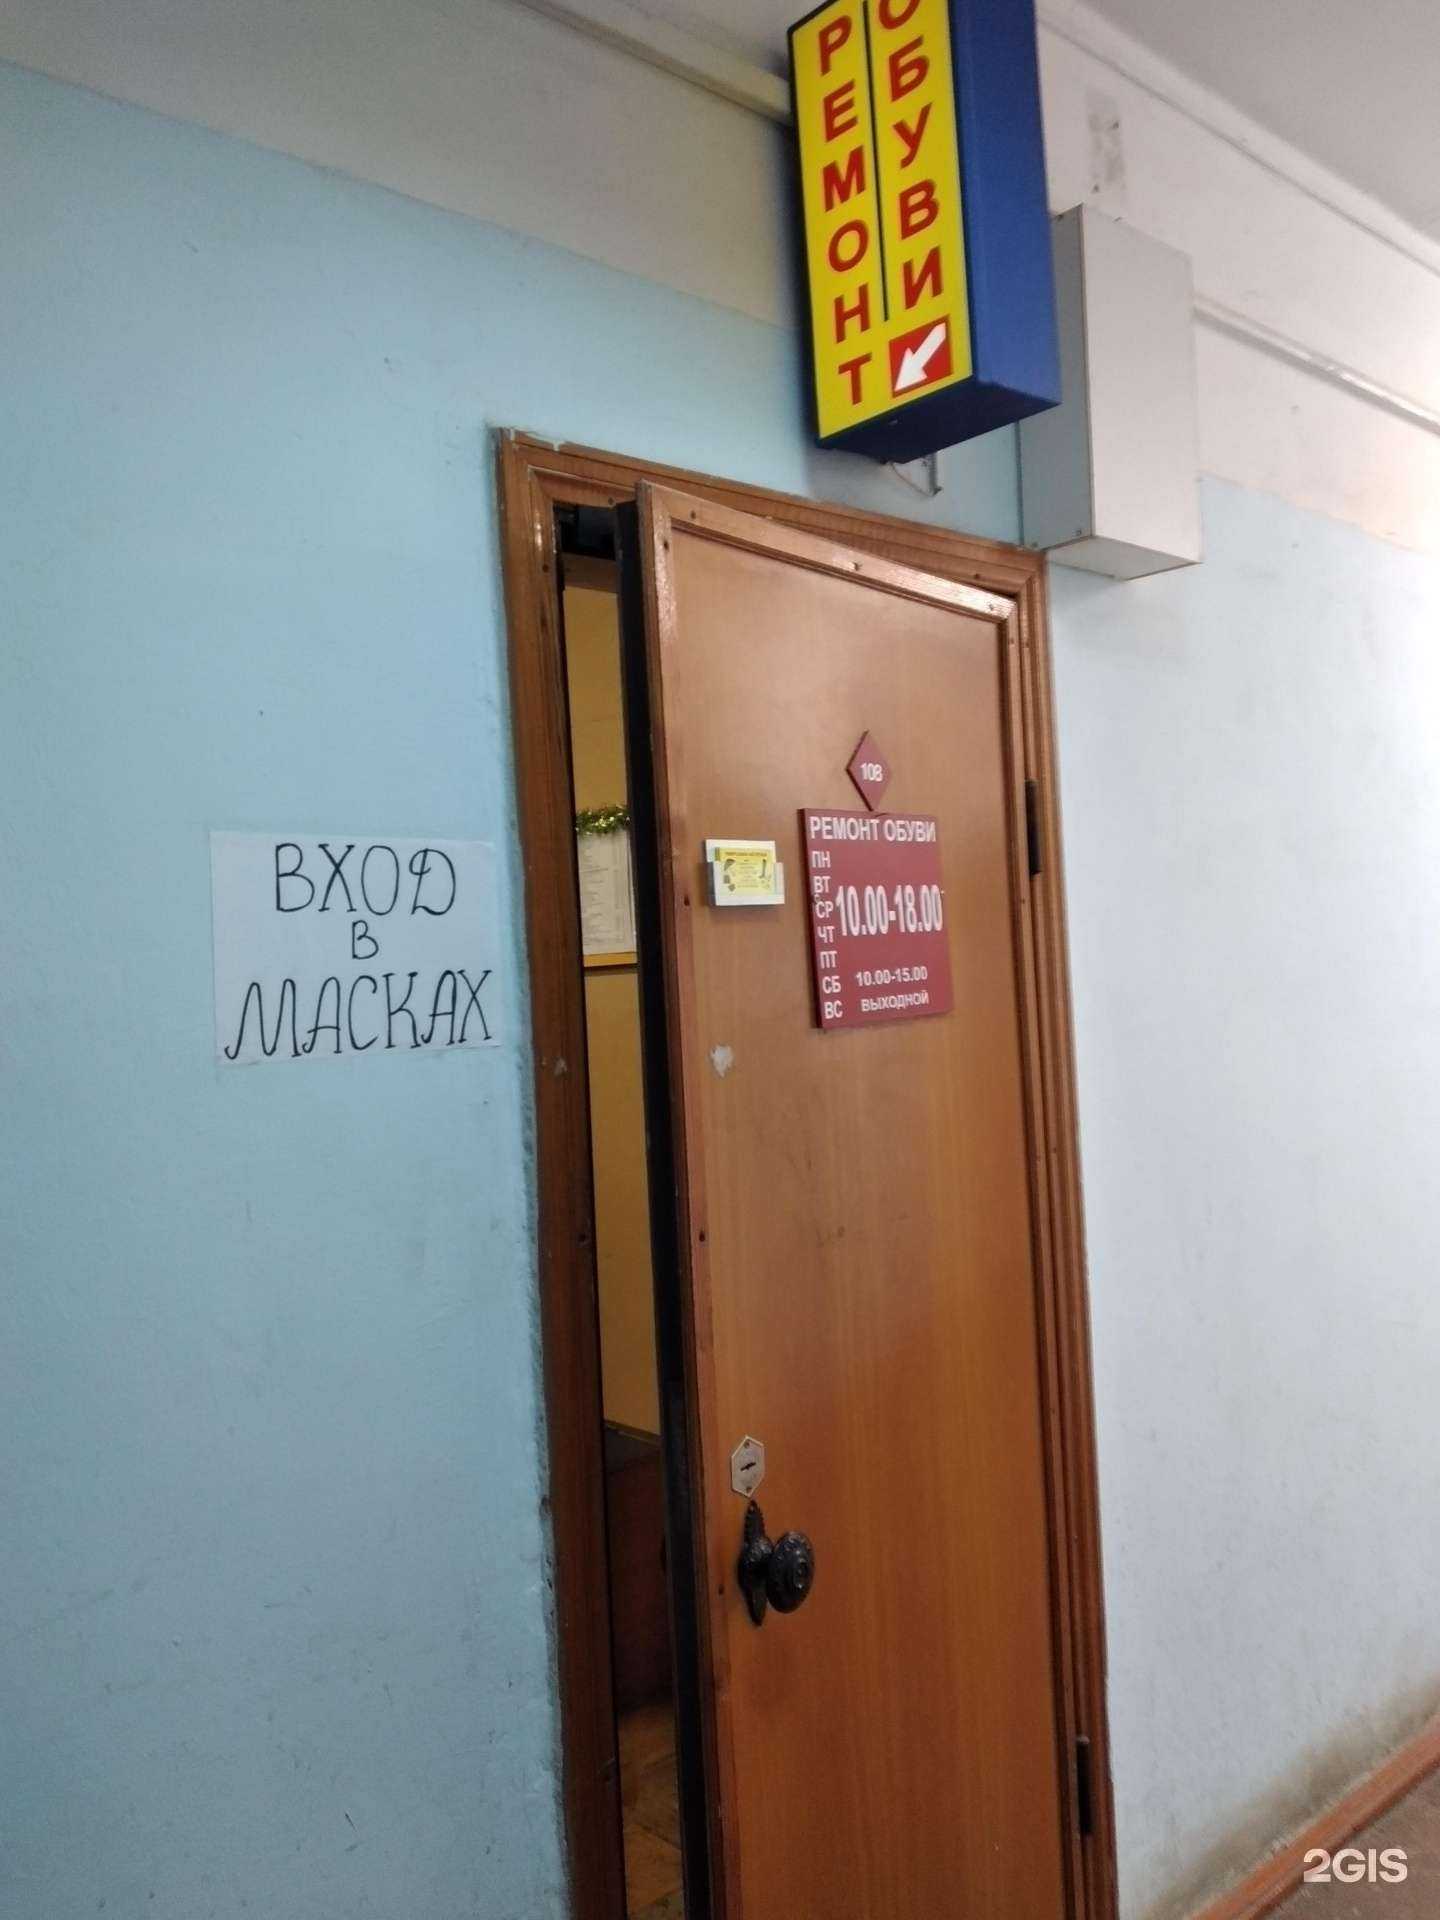 РЕМОНТ
ОБУВИ
108
РЕМОНТ ОБУВИ
ПН
ВТ
СР 10.00-18.00
ЧТ
ПТ
СБ 10.00-15.00
ВС ВЫХОДНОЙ
ВХОД
В
МАСКАХ
2GIS